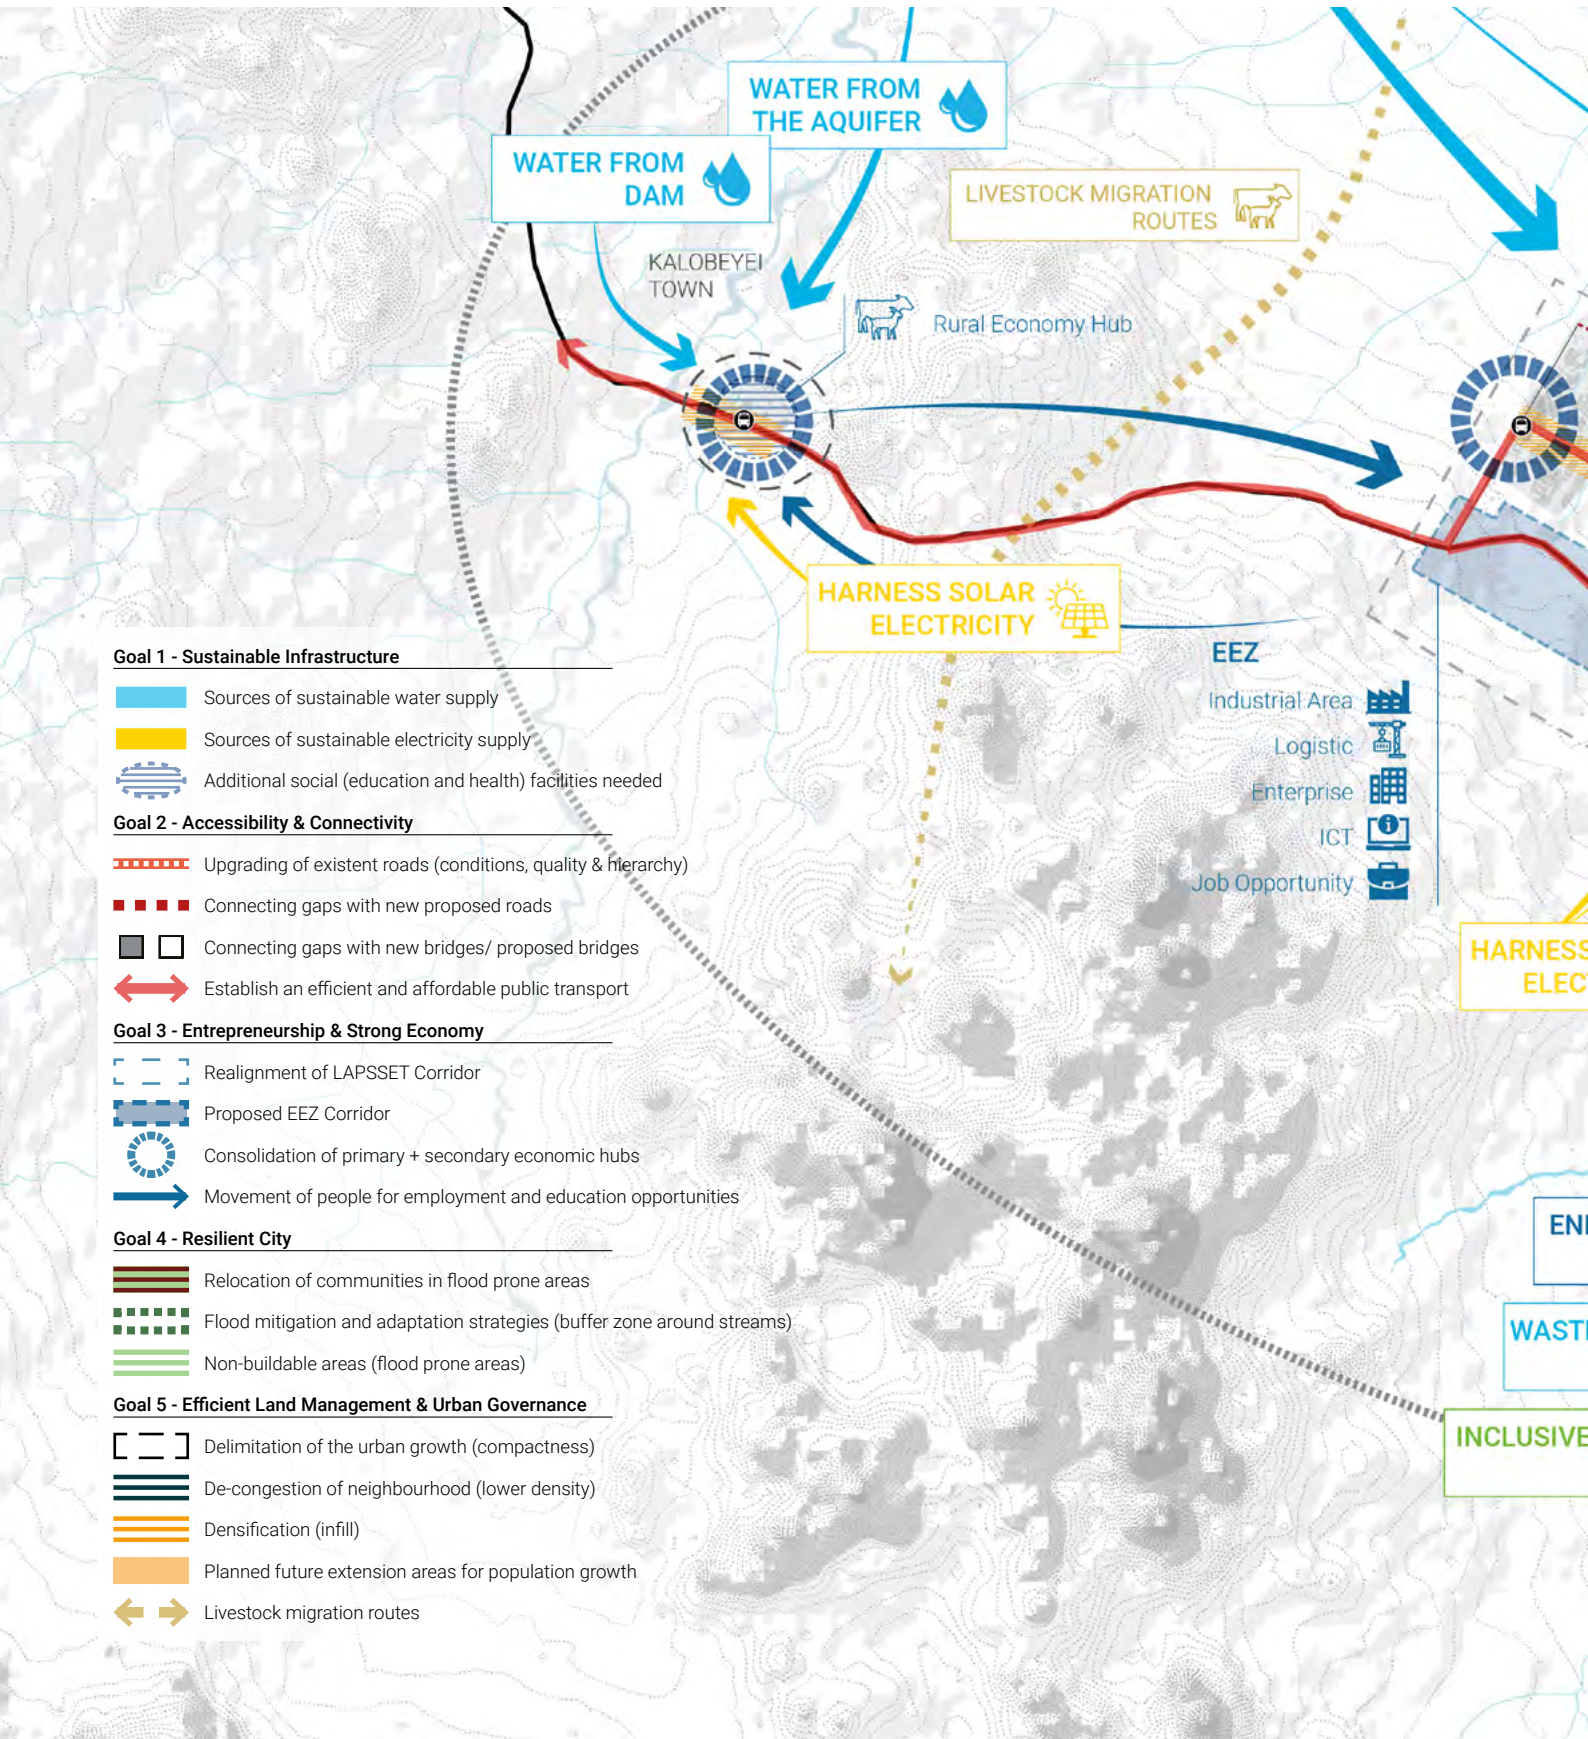 WATER FROM
THE AQUIFER
WATER FROM
DAM
LIVESTOCK MIGRATION
ROUTES
KALOBEYEI
TOWN
Rural Economy Hub
HARNESS SOLAR
ELECTRICITY
EEZ
Industrial Area
Logistic
Enterprise
ICT
Job Opportunity
HARNESS
ELEC
EN
WAST
INCLUSIVE
Goal 1 - Sustainable Infrastructure
Sources of sustainable water supply
Sources of sustainable electricity supply
Additional social (education and health) facilities needed
Goal 2 - Accessibility & Connectivity
Upgrading of existent roads (conditions, quality & hierarchy)
Connecting gaps with new proposed roads
Connecting gaps with new bridges/ proposed bridges
Establish an efficient and affordable public transport
Goal 3 - Entrepreneurship & Strong Economy
Realignment of LAPSSET Corridor
Proposed EEZ Corridor
Consolidation of primary + secondary economic hubs
Movement of people for employment and education opportunities
Goal 4 - Resilient City
Relocation of communities in flood prone areas
Flood mitigation and adaptation strategies (buffer zone around streams)
Non-buildable areas (flood prone areas)
Goal 5 - Efficient Land Management & Urban Governance
Delimitation of the urban growth (compactness)
De-congestion of neighbourhood (lower density)
Densification (infill)
Planned future extension areas for population growth
Livestock migration routes